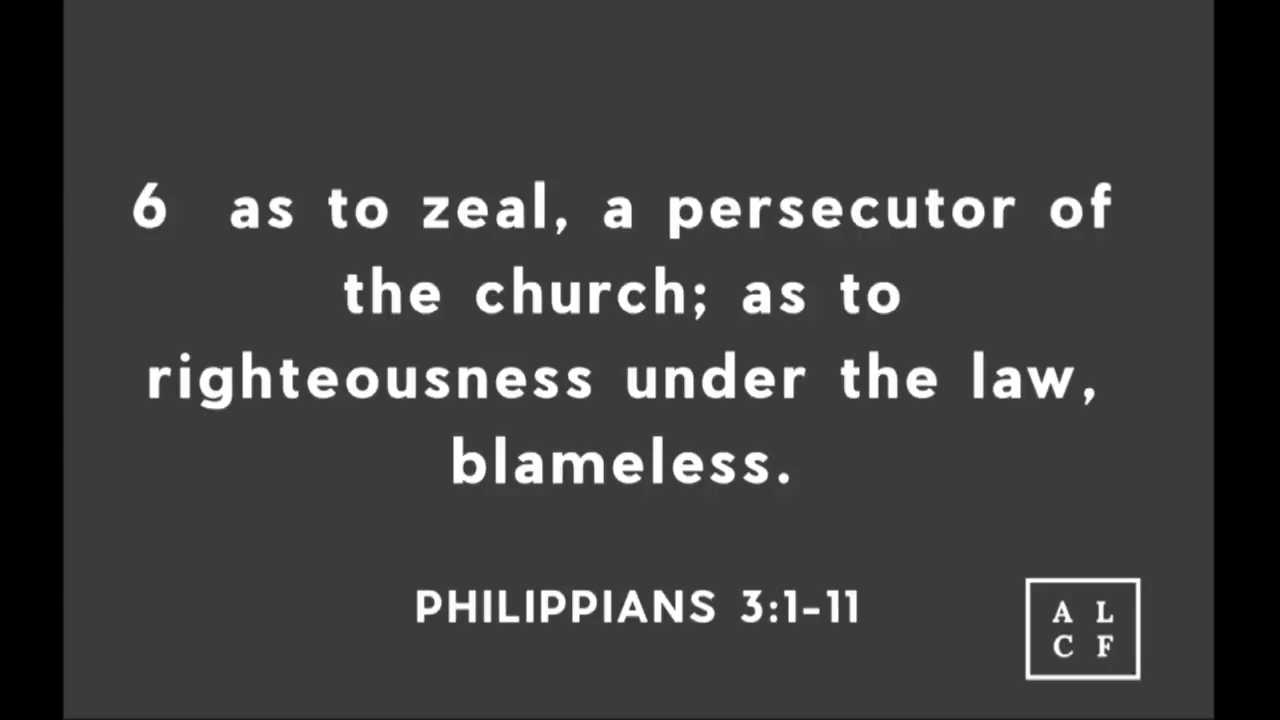 6 as to zeal, a persecutor of
the church; as to
righteousness under the law,
blameless.
PHILIPPIANS 3:1-11
A L
C F